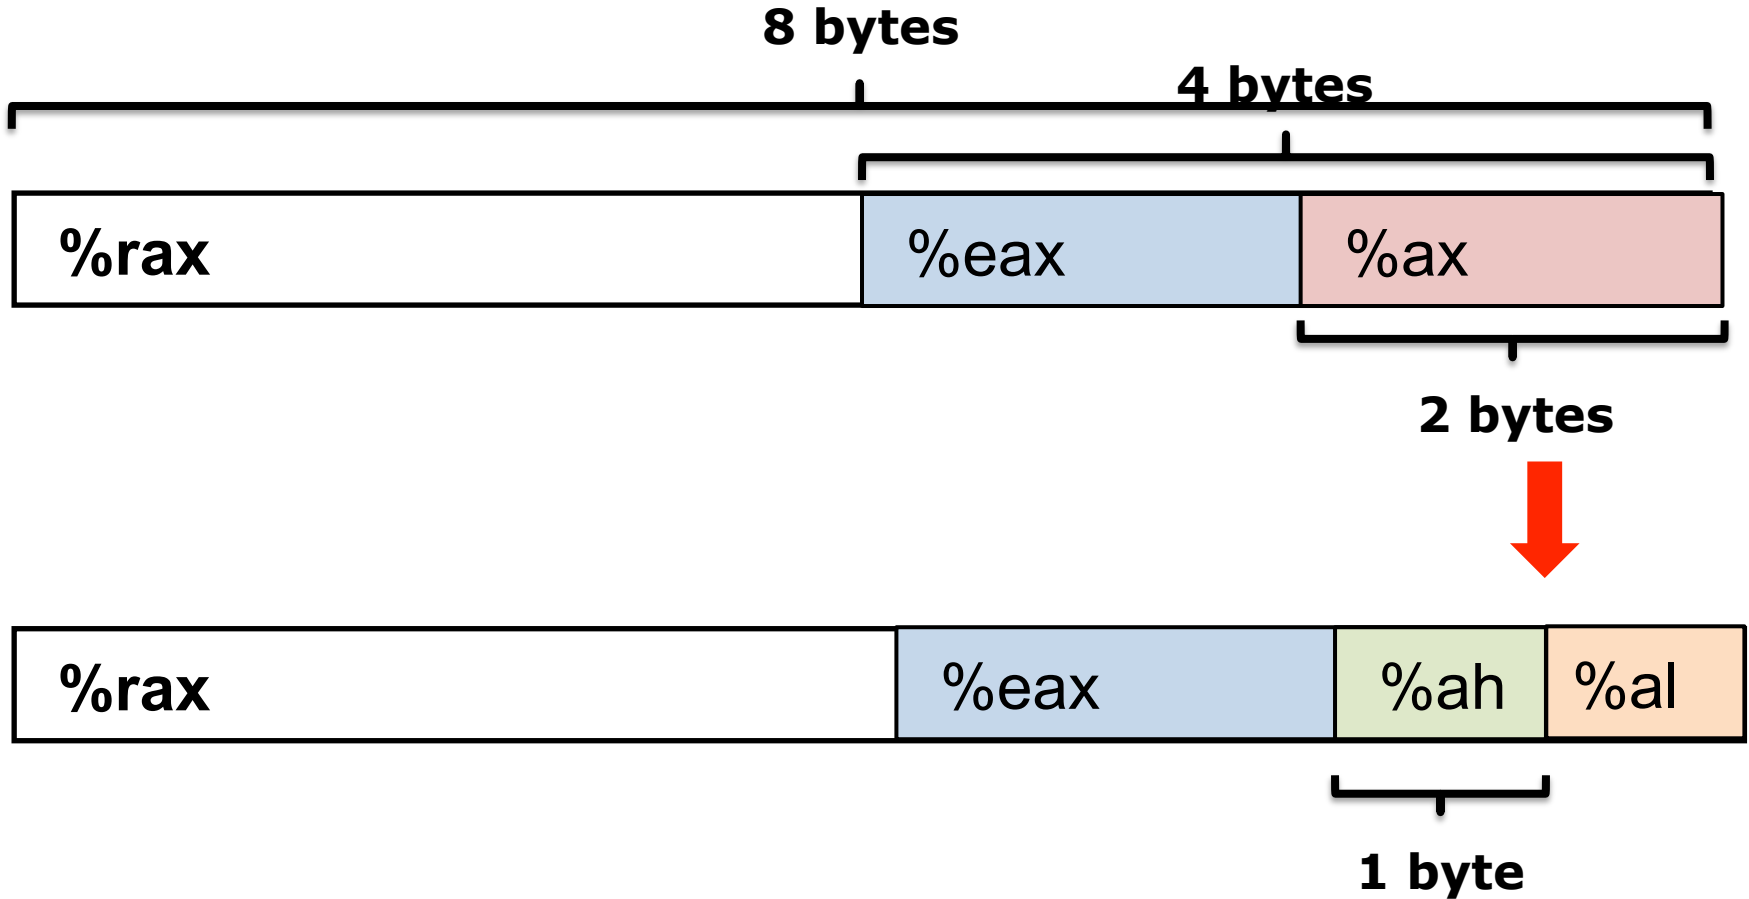 8 bytes
4 bytes
%rax %eax %ax
2 bytes
%rax %eax %ah %al
1 byte